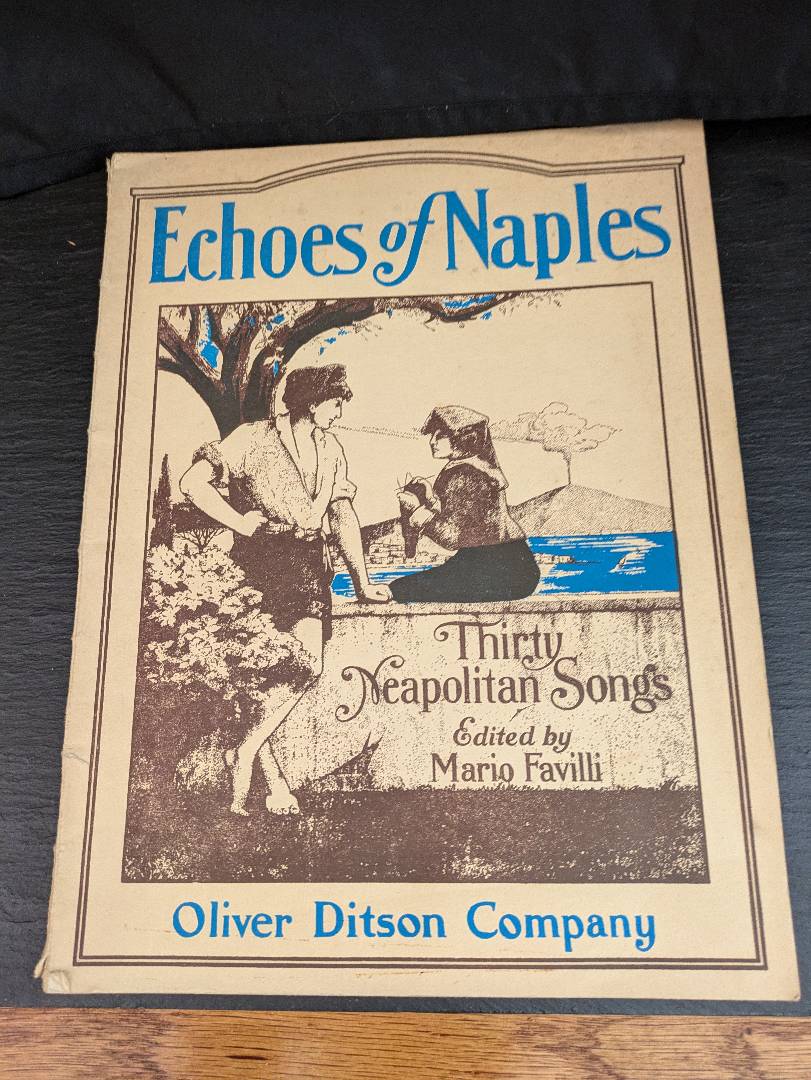 Echoes of Naples
Thirty
Neapolitan Songs
Edited by
Mario Favilli
Oliver Ditson Company